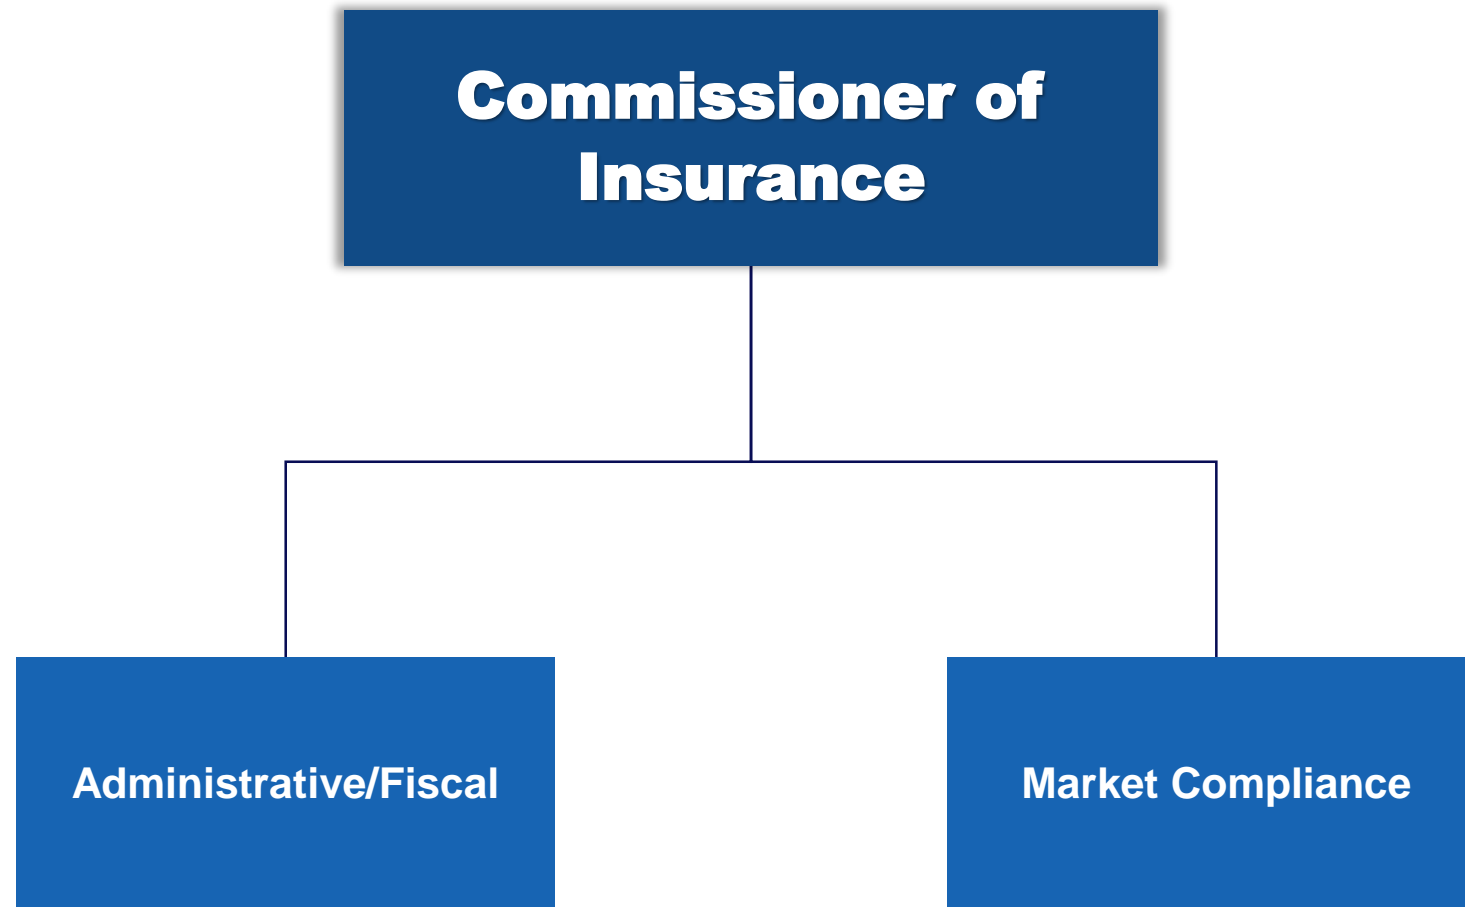 Commissioner of
Insurance
Administrative/Fiscal
Market Compliance